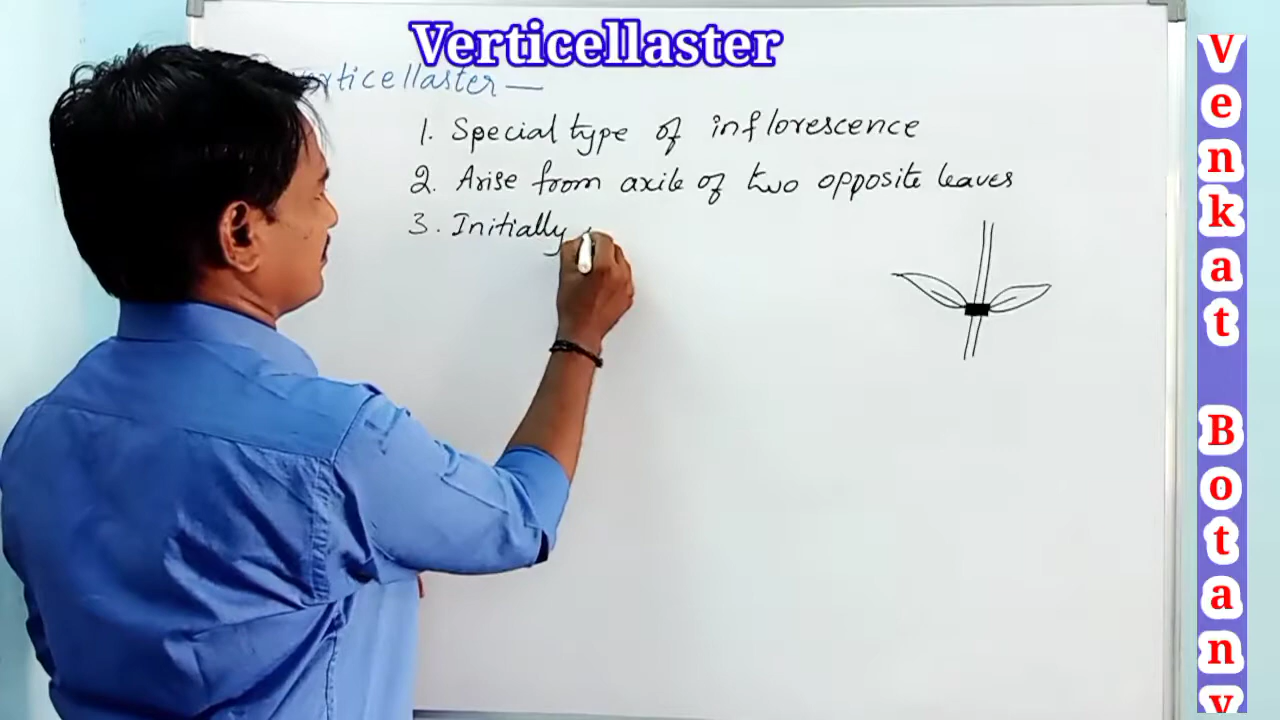 Verticellaster
verticellaster —
1. Special type of inflorescence
2. Arise from axile of two opposite leaves
3. Initially
Venkat Botany